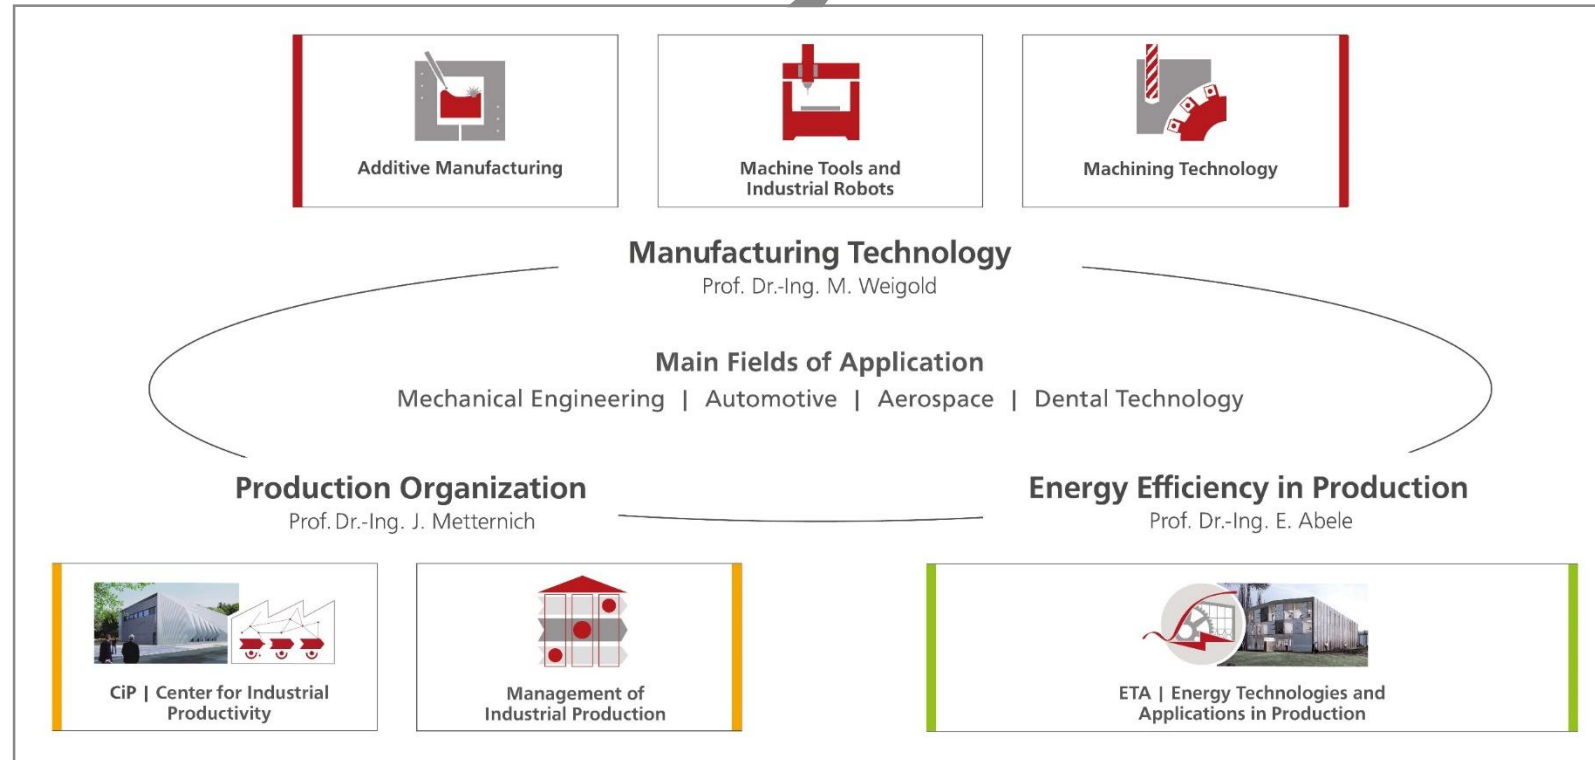 Additive Manufacturing
Machine Tools and
Industrial Robots
Machining Technology
Manufacturing Technology
Prof. Dr.-Ing. M. Weigold
Main Fields of Application
Mechanical Engineering | Automotive | Aerospace | Dental Technology
Production Organization
Prof. Dr.-Ing. J. Metternich
Energy Efficiency in Production
Prof. Dr.-Ing. E. Abele
CiP | Center for Industrial
Productivity
Management of
Industrial Production
ETA | Energy Technologies and
Applications in Production